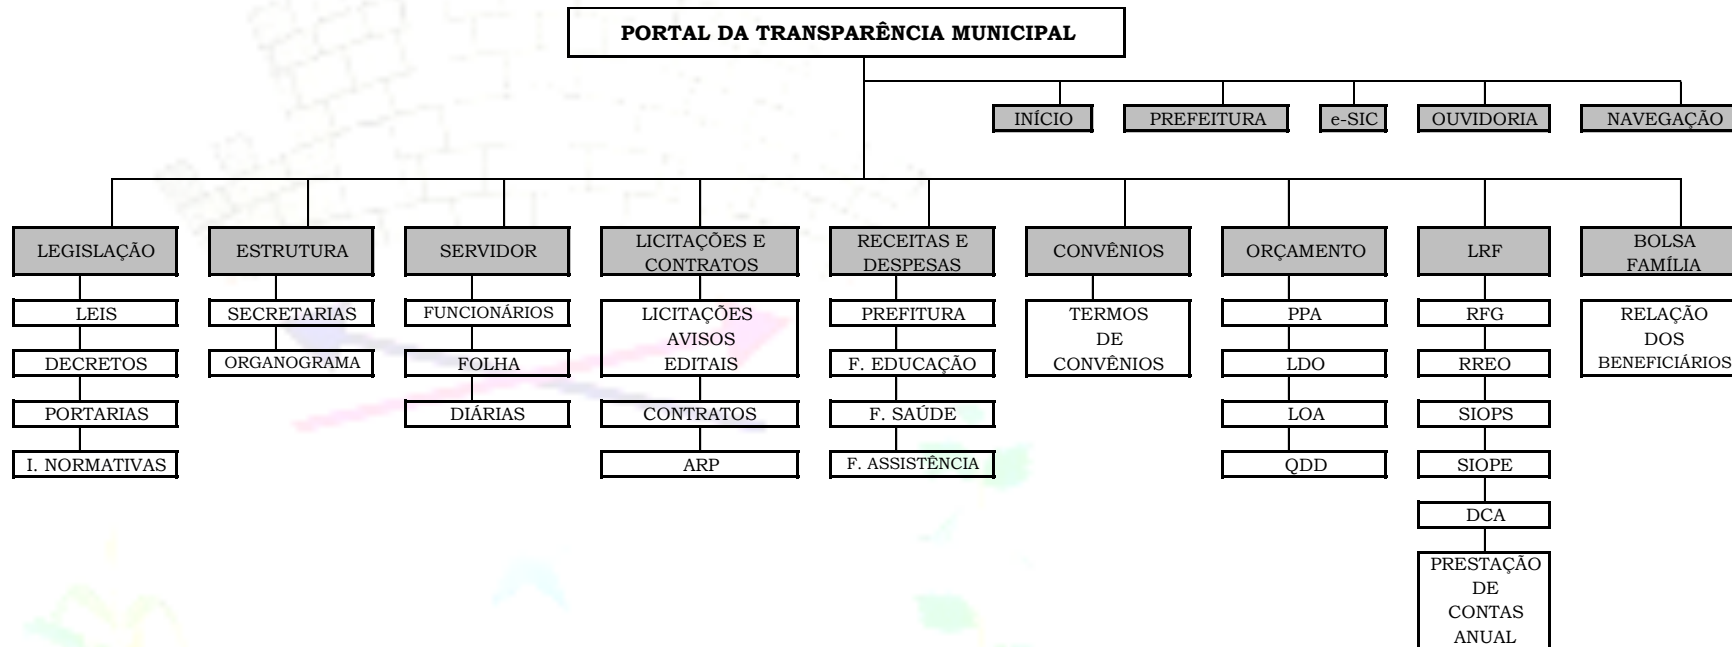 PORTAL DA TRANSPARÊNCIA MUNICIPAL
INÍCIO
PREFEITURA
e-SIC
OUVIDORIA
NAVEGAÇÃO
LEGISLAÇÃO
LEIS
DECRETOS
PORTARIAS
I. NORMATIVAS
ESTRUTURA
SECRETARIAS
ORGANOGRAMA
SERVIDOR
FUNCIONÁRIOS
FOLHA
DIÁRIAS
LICITAÇÕES E
CONTRATOS
LICITAÇÕES
AVISOS
EDITAIS
CONTRATOS
ARP
RECEITAS E
DESPESAS
PREFITURA
F. EDUCAÇÃO
F. SAÚDE
F. ASSISTÊNCIA
CONVÊNIOS
TERMOS
DE
CONVÊNIOS
ORÇAMENTO
PPA
LDO
LOA
QDD
LRF
RFG
RREO
SIOPS
SIOPE
DCA
PRESTAÇÃO
DE
CONTAS
ANUAL
BOLSA
FAMÍLIA
RELAÇÃO
DOS
BENEFICIÁRIOS